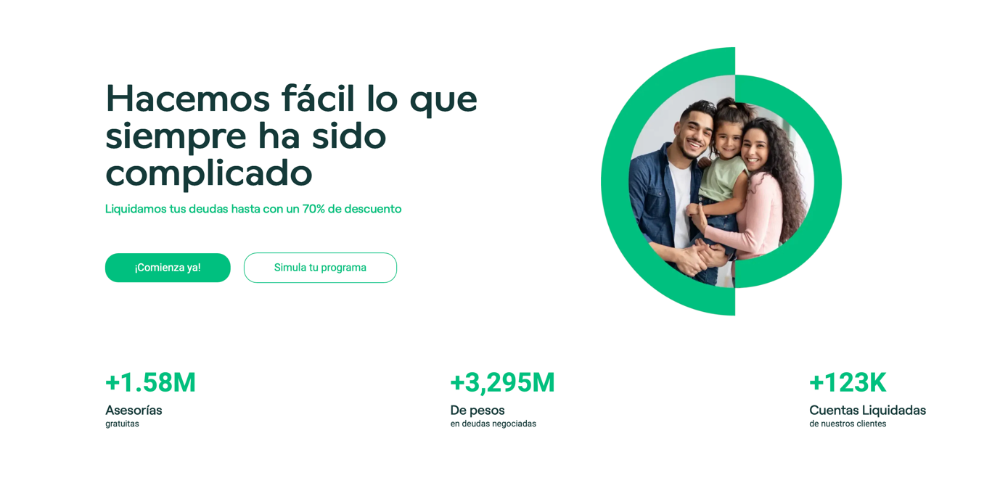 Hacemos fácil lo que
siempre ha sido
complicado
Liquidamos tus deudas hasta con un 70% de descuento
¡Comienza ya!
Simula tu programa
+1.58M
Asesorías
gratuitas
+3,295M
De pesos
en deudas negociadas
+123K
Cuentas Liquidadas
de nuestros clientes